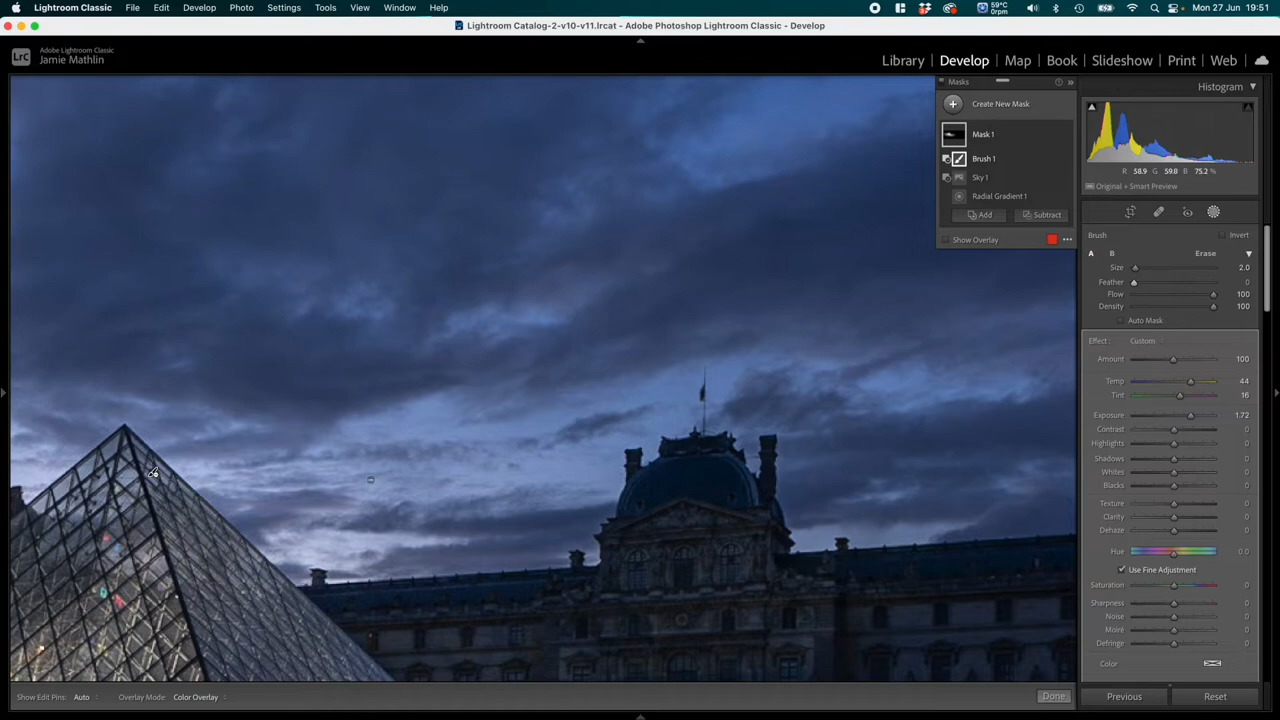 Lightroom Classic File Edit Develop Photo Settings Tools View Window Help
59°C
0rpm
Mon 27 Jun 19:51
Lightroom Catalog-2-v10-v11.lrcat - Adobe Photoshop Lightroom Classic - Develop
LrC
Adobe Lightroom Classic
Jamie Mathlin
Library | Develop | Map | Book | Slideshow | Print | Web
Masks
Create New Mask
Mask 1
Brush 1
Sky 1
Radial Gradient 1
Add Subtract
Show Overlay
Histogram
R 58.9 G 59.8 B 75.2 %
Original + Smart Preview
Brush Invert
A B Erase
Size 2.0
Feather 0
Flow 100
Density 100
Auto Mask
Effect : Custom
Amount 100
Temp 44
Tint 16
Exposure 1.72
Contrast 0
Highlights 0
Shadows 0
Whites 0
Blacks 0
Texture 0
Clarity 0
Dehaze 0
Hue 0.0
Use Fine Adjustment
Saturation 0
Sharpness 0
Noise 0
Moiré 0
Defringe 0
Color
Show Edit Pins: Auto Overlay Mode: Color Overlay Done
Previous Reset